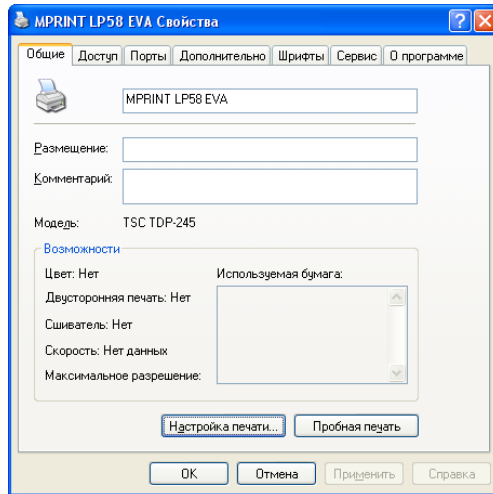 MPRINT LP58 EVA Свойства
Общие Доступ Порты Дополнительно Шрифты Сервис О программе
MPRINT LP58 EVA
Размещение:
Комментарий:
Модель: TSC TDP-245
Возможности
Цвет: Нет Используемая бумага:
Двусторонняя печать: Нет
Сшиватель: Нет
Скорость: Нет данных
Максимальное разрешение:
Настройка печати... Пробная печать
OK Отмена Применить Справка